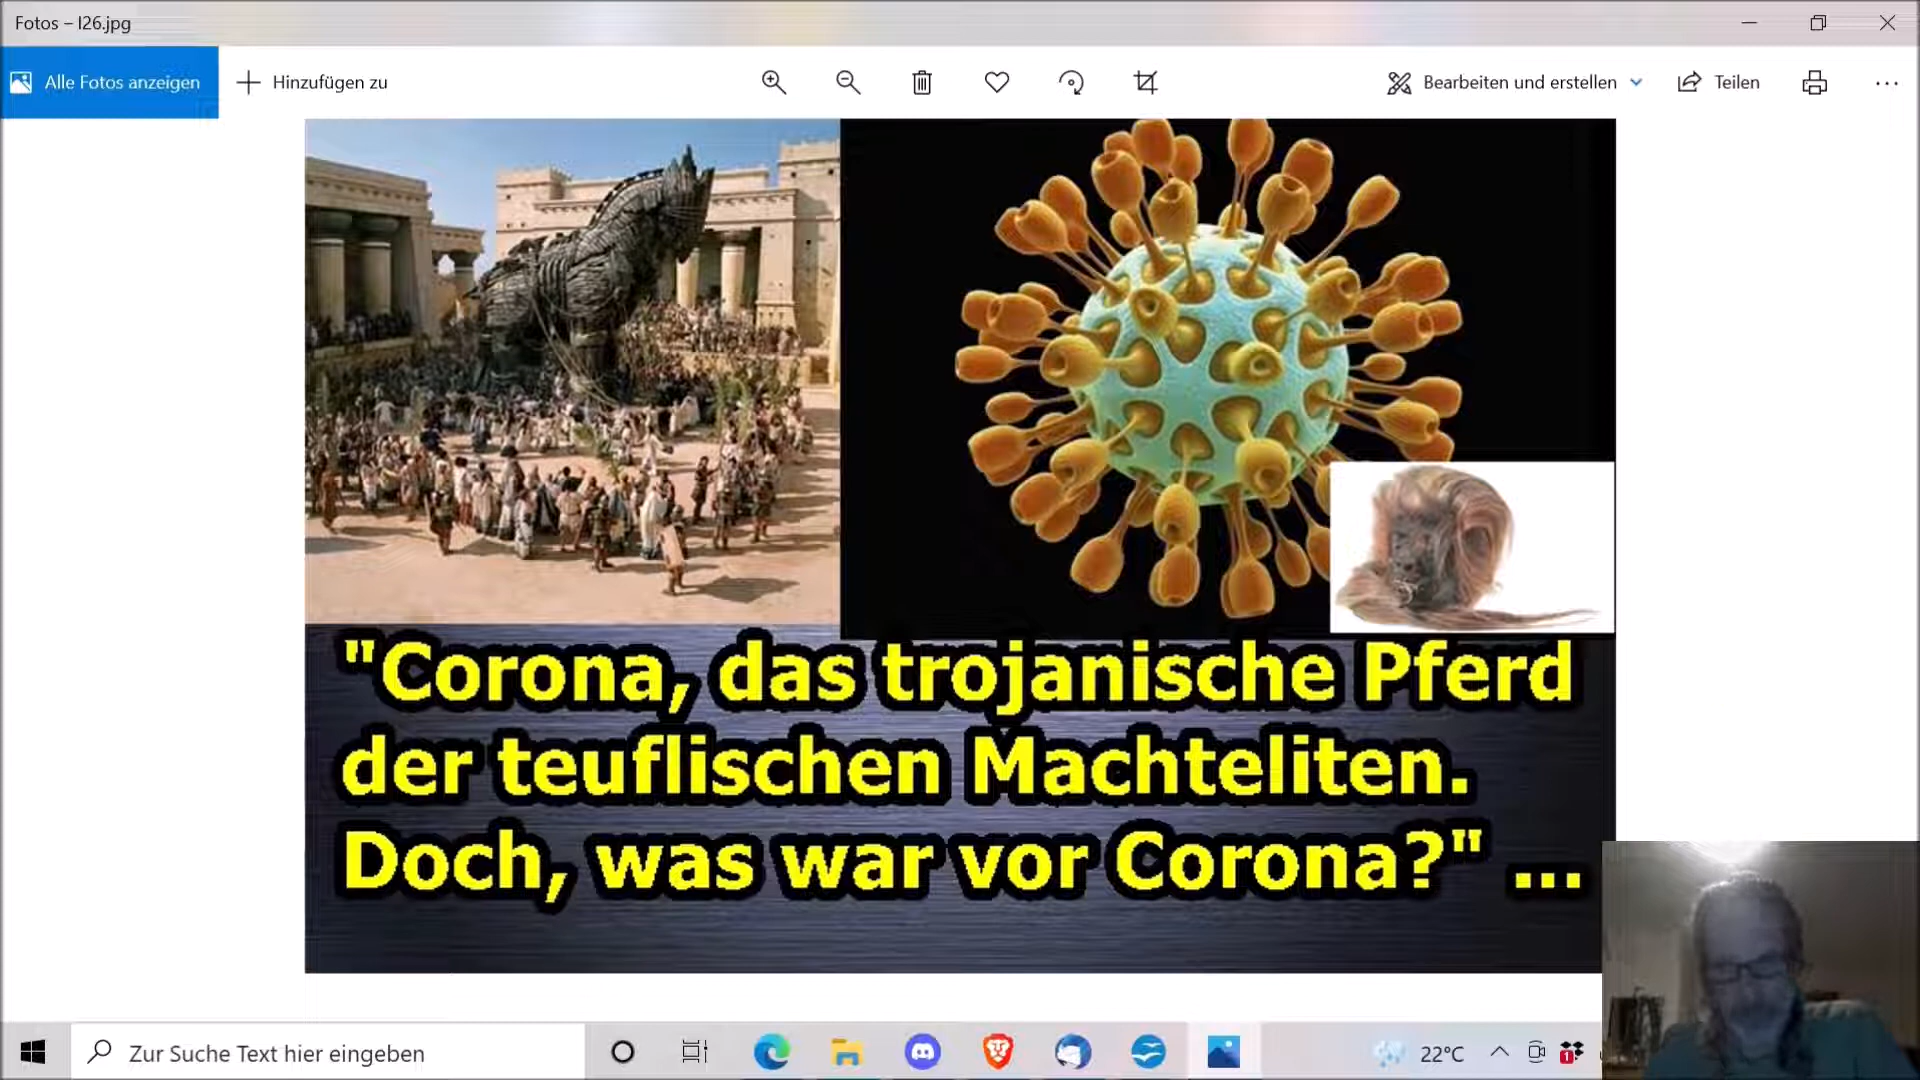 Fotos – I26.jpg
Alle Fotos anzeigen
Hinzufügen zu
Bearbeiten und erstellen
Teilen
"Corona, das trojanische Pferd
der teuflischen Machteliten.
Doch, was war vor Corona?" ...
Zur Suche Text hier eingeben
22°C
1